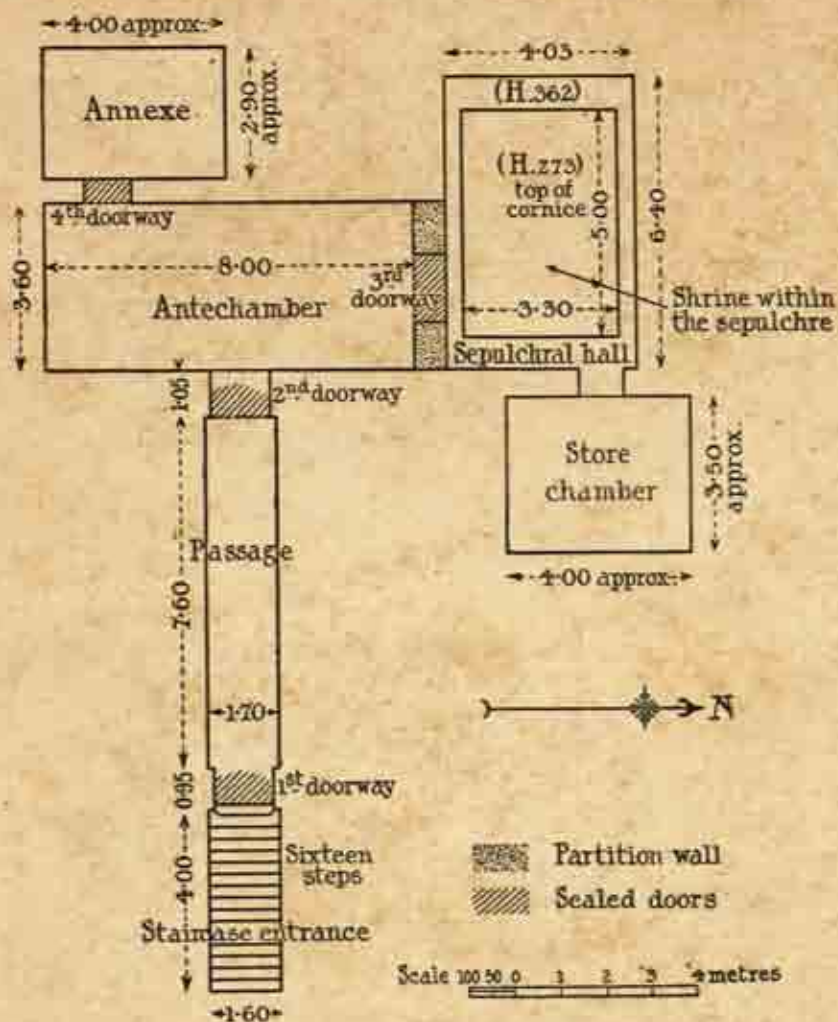 4·00 approx.
Annexe
2·90
approx.
4th doorway
4·03
(H.362)
(H.273)
top of
cornice
5·00
6·40
3·30
Shrine within
the sepulchre
Sepulchral hall
3·60
8·00
3rd
doorway
Antechamber
1·05
2nd doorway
Store
chamber
3·50
approx.
4·00 approx.
Passage
7·60
1·70
N
0·95
1st doorway
Sixteen
steps
4·00
Staircase entrance
1·60
Partition wall
Sealed doors
Scale 100 50 0 1 2 3 4 metres